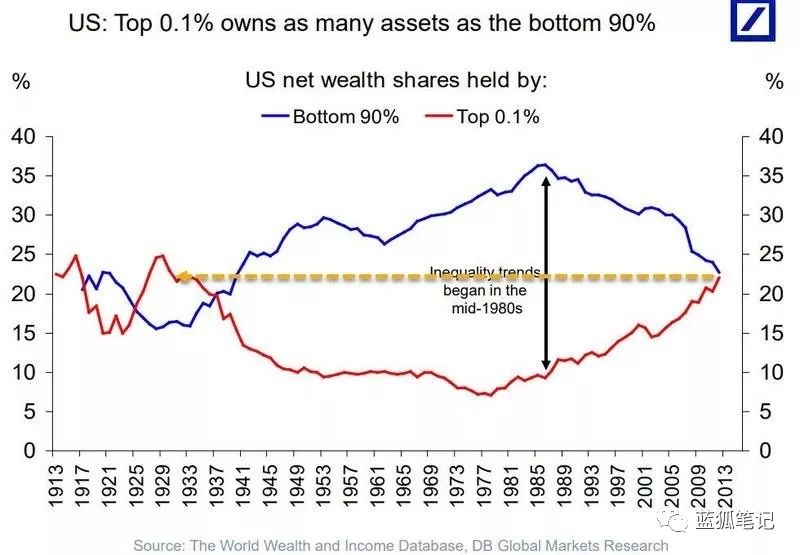 US: Top 0.1% owns as many assets as the bottom 90%
% %
US net wealth shares held by:
Bottom 90% Top 0.1%
40 40
35 35
30 30
25 25
Inequality trends
began in the
mid-1980s
20 20
15 15
10 10
5 5
0 0
1913 1917 1921 1925 1929 1933 1937 1941 1945 1949 1953 1957 1961 1965 1969 1973 1977 1981 1985 1989 1993 1997 2001 2005 2009 2013
蓝狐笔记
Source: The World Wealth and Income Database, DB Global Markets Research